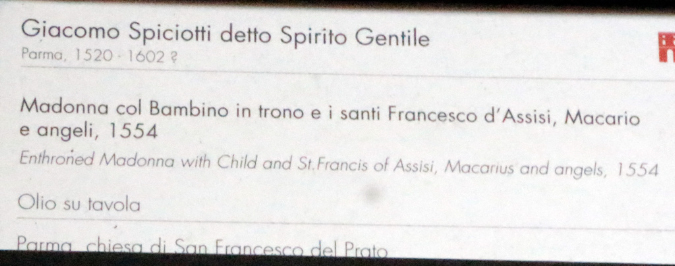 Giacomo Spiciotti detto Spirito Gentile
Parma, 1520 - 1602 ?
Madonna col Bambino in trono e i santi Francesco d'Assisi, Macario
e angeli, 1554
Enthroned Madonna with Child and St.Francis of Assisi, Macarius and angels, 1554
Olio su tavola
Parma, chiesa di San Francesco del Prato